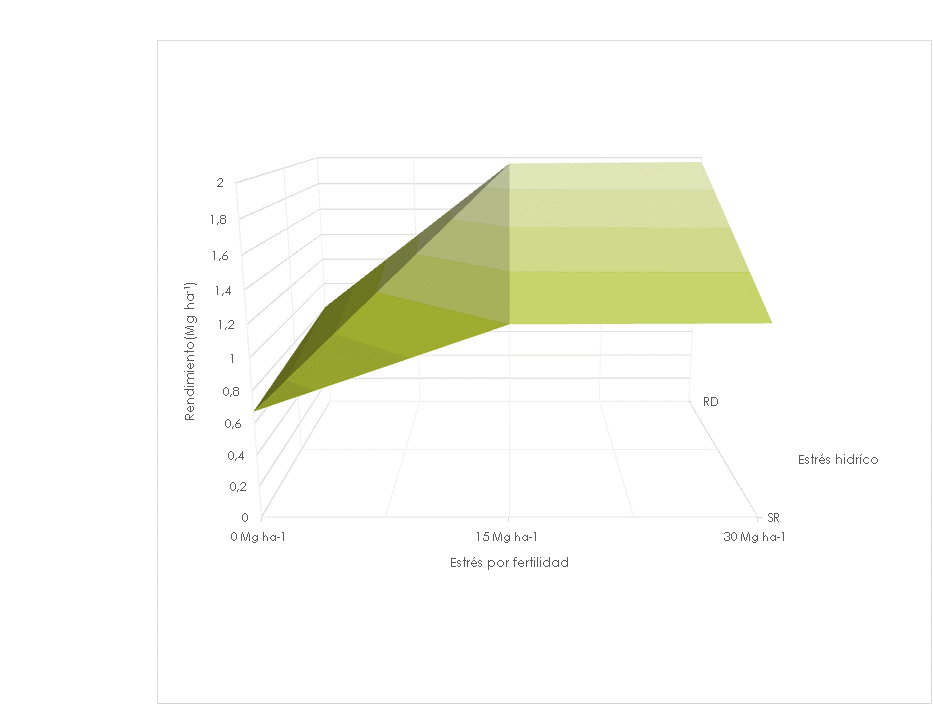 2
1,8
1,6
1,4
1,2
1
0,8
0,6
0,4
0,2
0
Rendimiento(Mg ha-1)
0 Mg ha-1
15 Mg ha-1
30 Mg ha-1
Estrés por fertilidad
RD
SR
Estrés hidríco